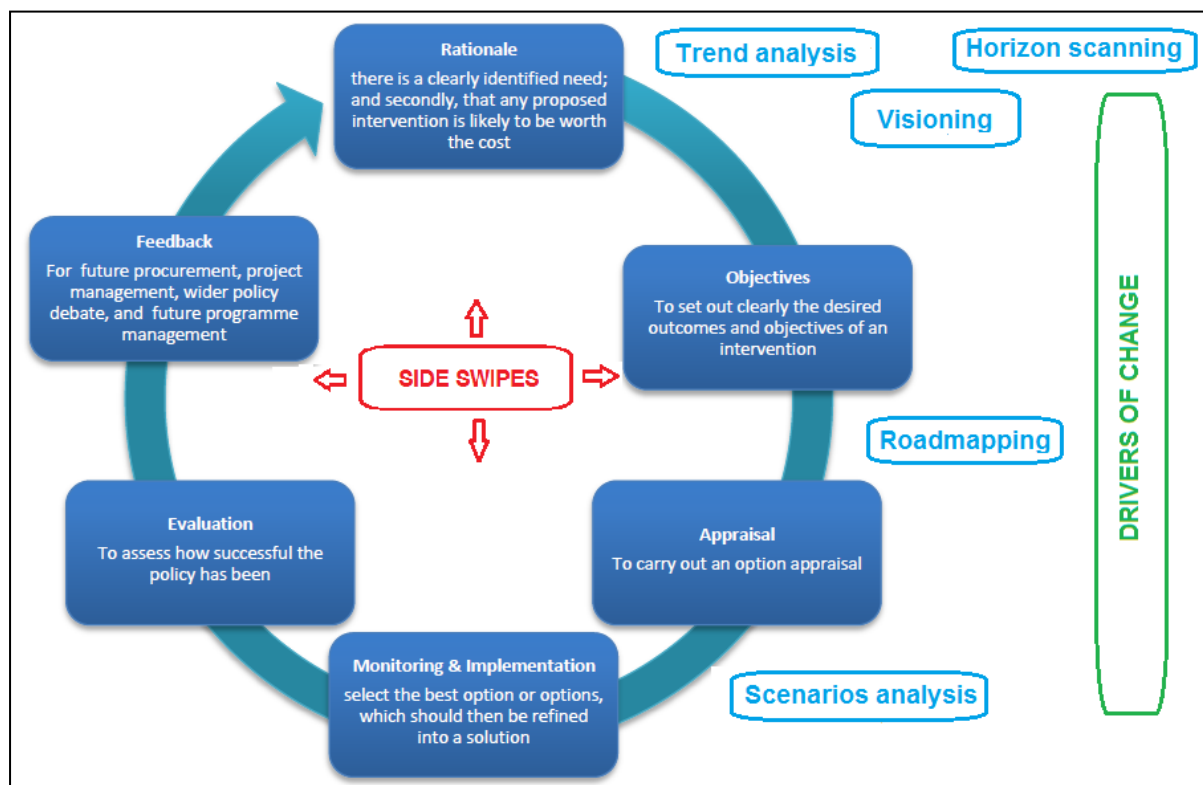 Rationale
there is a clearly identified need;
and secondly, that any proposed
intervention is likely to be worth
the cost
Trend analysis
Horizon scanning
Visioning
Feedback
For future procurement, project
management, wider policy
debate, and future programme
management
Objectives
To set out clearly the desired
outcomes and objectives of an
intervention
SIDE SWIPES
DRIVERS OF CHANGE
Roadmapping
Evaluation
To assess how successful the
policy has been
Appraisal
To carry out an option appraisal
Monitoring & Implementation
select the best option or options,
which should then be refined
into a solution
Scenarios analysis